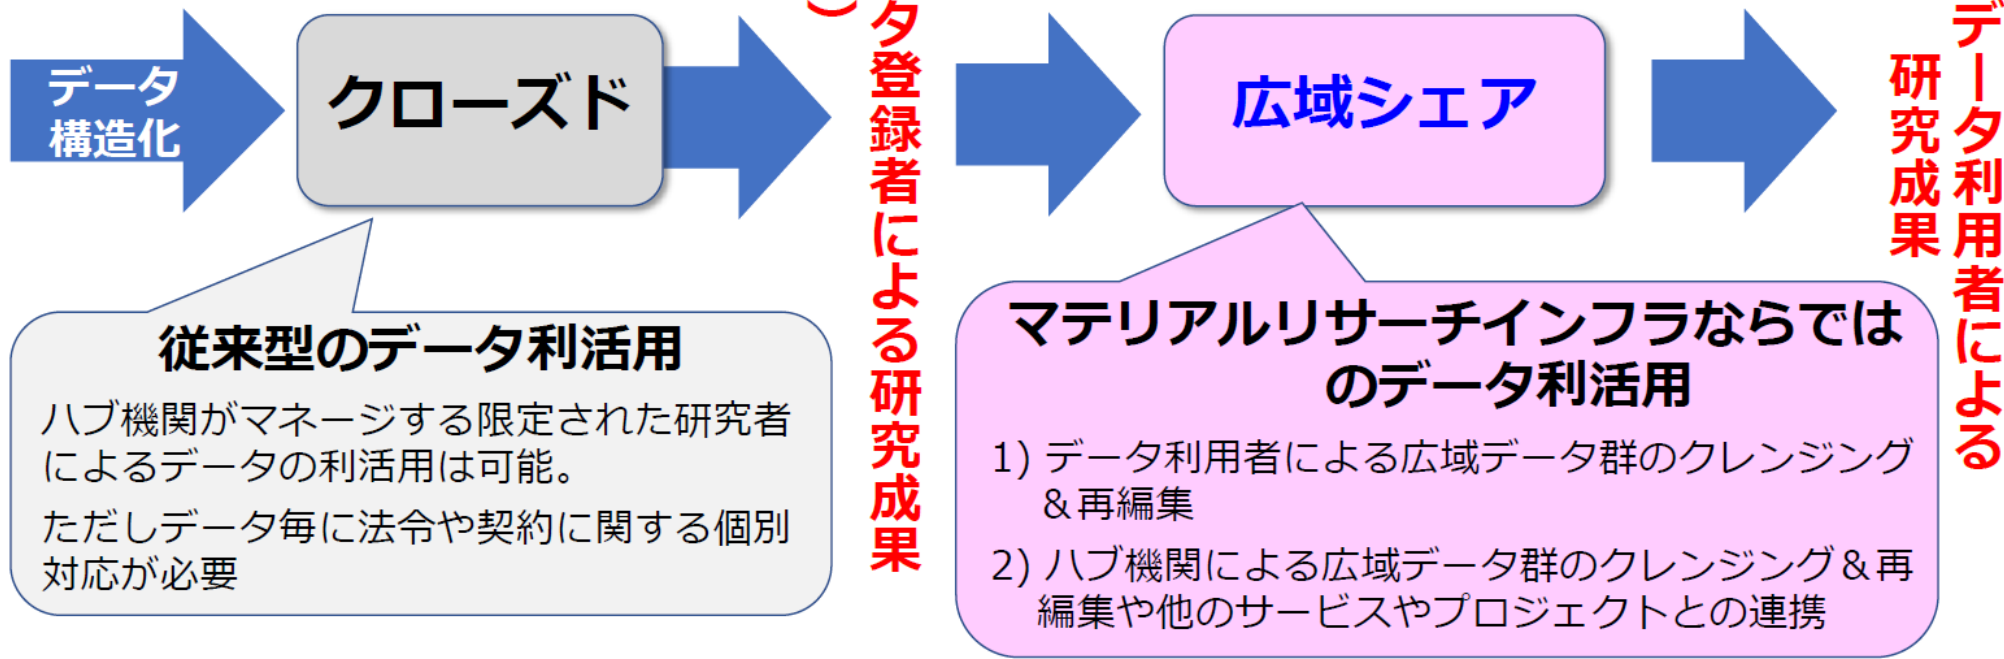 データ
構造化
クローズド
タ登録者による研究成果
）
広域シェア
データ利用者による
研究成果
従来型のデータ利活用
ハブ機関がマネージする限定された研究者
によるデータの利活用は可能。
ただしデータ毎に法令や契約に関する個別
対応が必要
マテリアルリサーチインフラならでは
のデータ利活用
1) データ利用者による広域データ群のクレンジング
＆再編集
2) ハブ機関による広域データ群のクレンジング＆再
編集や他のサービスやプロジェクトとの連携